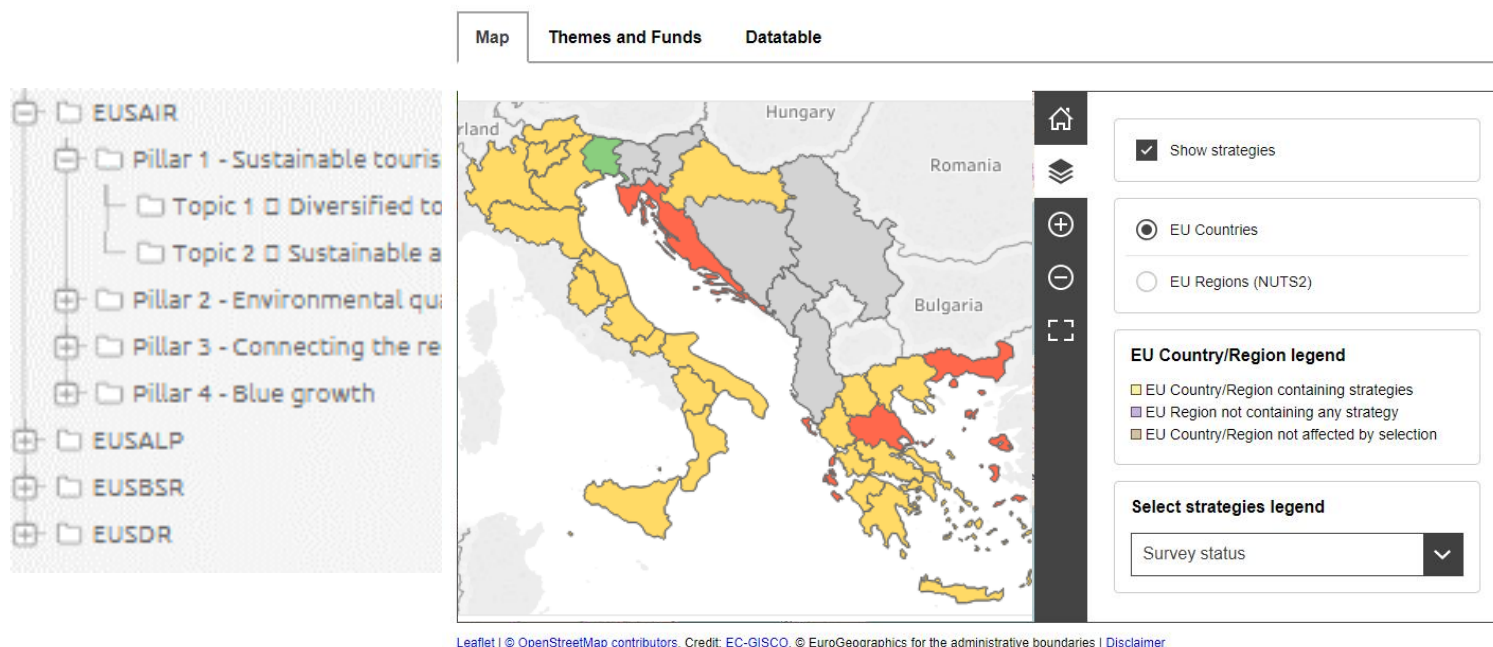 Map Themes and Funds Datatable
EUSAIR
Pillar 1 - Sustainable touris
Topic 1 □ Diversified to
Topic 2 □ Sustainable a
Pillar 2 - Environmental qua
Pillar 3 - Connecting the re
Pillar 4 - Blue growth
EUSALP
EUSBSR
EUSDR
rland
Hungary
Romania
Bulgaria
Show strategies
EU Countries
EU Regions (NUTS2)
EU Country/Region legend
EU Country/Region containing strategies
EU Region not containing any strategy
EU Country/Region not affected by selection
Select strategies legend
Survey status
Leaflet | © OpenStreetMap contributors, Credit: EC-GISCO, © EuroGeographics for the administrative boundaries | Disclaimer